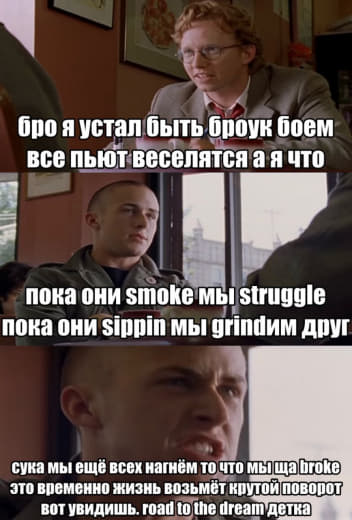 бро я устал быть броук боем
все пьют веселятся а я что
пока они smoke мы struggle
пока они sippin мы grindим друг
сука мы ещё всех нагнём то что мы ща broke
это временно жизнь возьмёт крутой поворот
вот увидишь. road to the dream детка